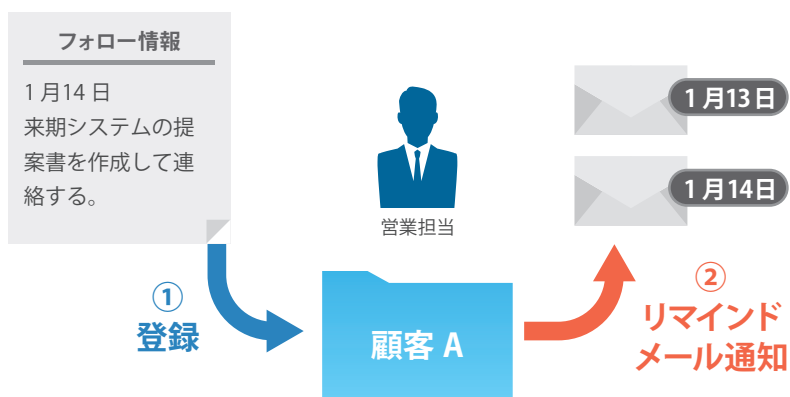 フォロー情報
1月14日
来期システムの提
案書を作成して連
絡する。
営業担当
1月13日
1月14日
①
登録
顧客 A
②
リマインド
メール通知